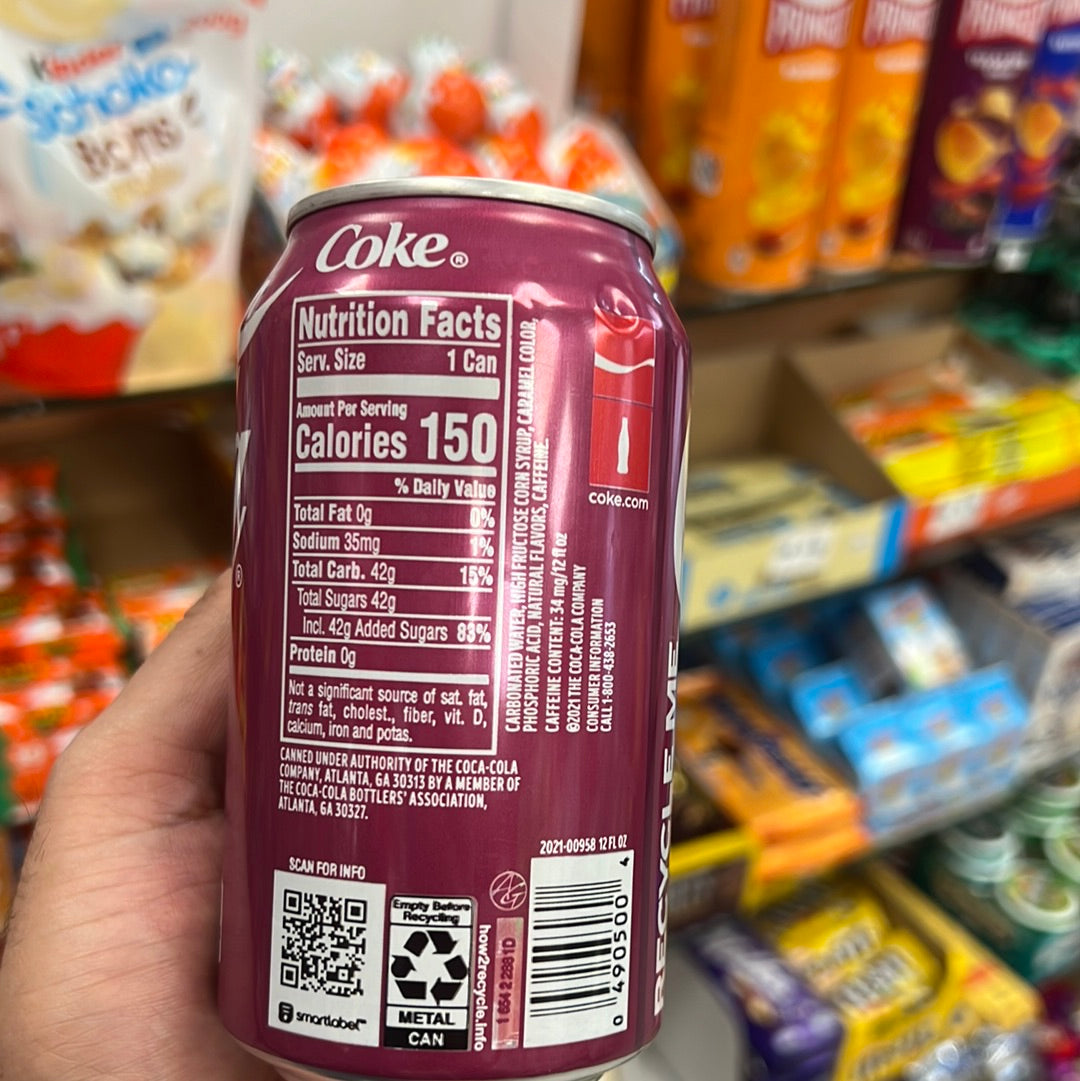 Coke®
Nutrition Facts
Serv. Size 1 Can
Amount Per Serving
Calories 150
% Daily Value
Total Fat 0g 0%
Sodium 35mg 1%
Total Carb. 42g 15%
Total Sugars 42g
Incl. 42g Added Sugars 83%
Protein 0g
Not a significant source of sat. fat,
trans fat, cholest., fiber, vit. D,
calcium, iron and potas.
CARBONATED WATER, HIGH FRUCTOSE CORN SYRUP, CARAMEL COLOR,
PHOSPHORIC ACID, NATURAL FLAVORS, CAFFEINE.
CAFFEINE CONTENT: 34 mg/12 fl oz
©2021 THE COCA-COLA COMPANY
CONSUMER INFORMATION
CALL 1-800-438-2653
coke.com
CANNED UNDER AUTHORITY OF THE COCA-COLA
COMPANY, ATLANTA, GA 30313 BY A MEMBER OF
THE COCA-COLA BOTTLERS' ASSOCIATION,
ATLANTA, GA 30327.
SCAN FOR INFO
smartlabel™
Empty Before
Recycling
METAL
CAN
how2recycle.info
2021-00958 12 FL OZ
0 490500 4
RECYCLE ME
Kinder
Schoko
Bons